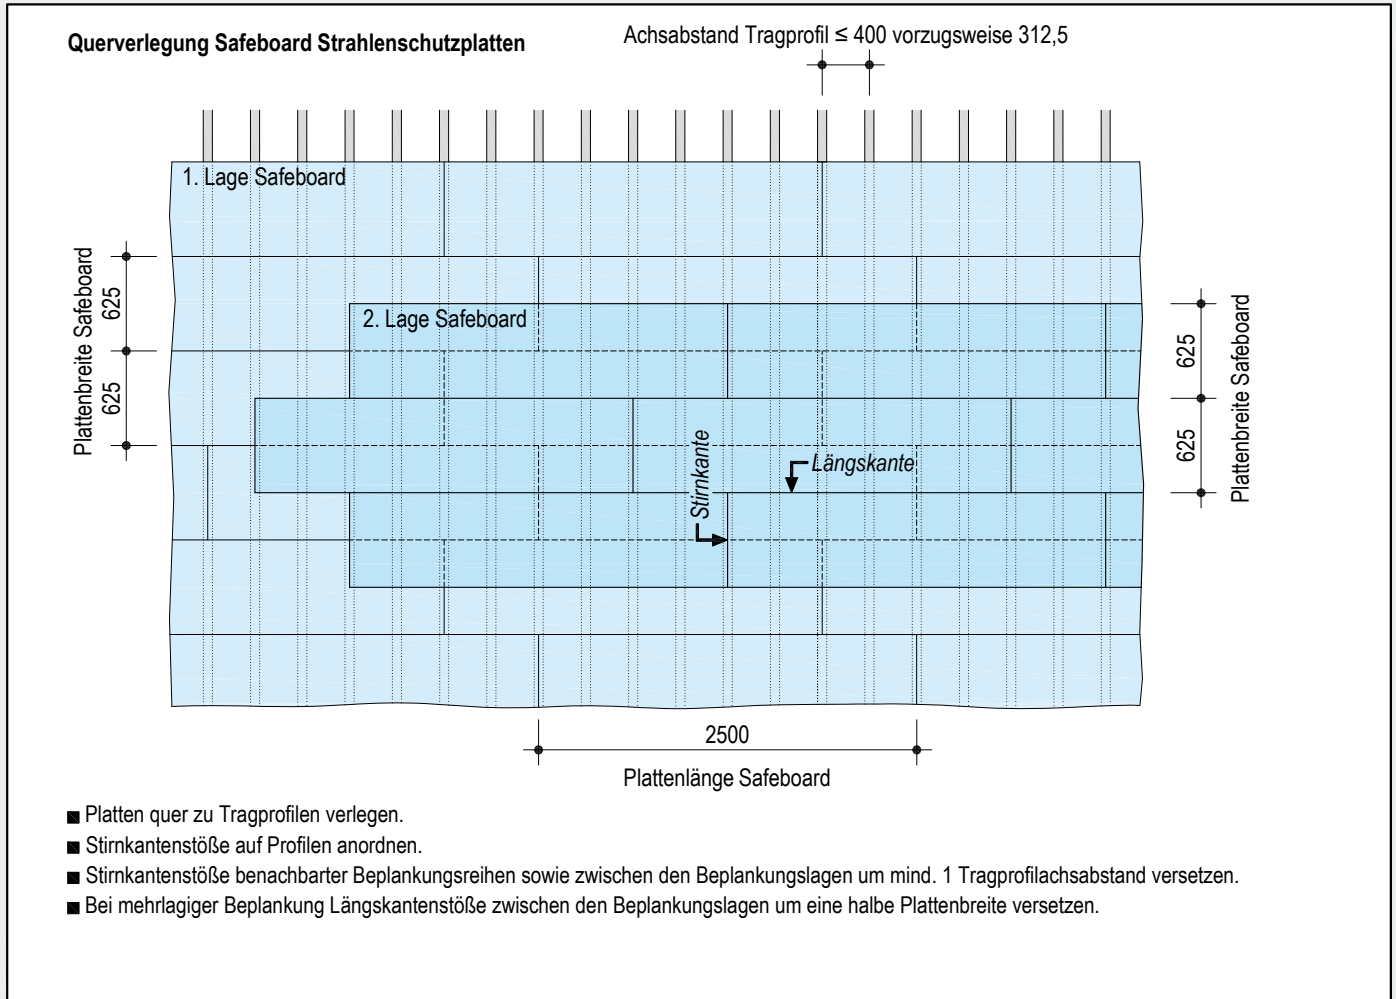 Querverlegung Safeboard Strahlenschutzplatten
Achsabstand Tragprofil ≤ 400 vorzugsweise 312,5
1. Lage Safeboard
Plattenbreite Safeboard
625
625
2. Lage Safeboard
625
625
Plattenbreite Safeboard
Stirnkante
Längskante
2500
Plattenlänge Safeboard
■ Platten quer zu Tragprofilen verlegen.
■ Stirnkantenstöße auf Profilen anordnen.
■ Stirnkantenstöße benachbarter Beplankungsreihen sowie zwischen den Beplankungslagen um mind. 1 Tragprofilachsabstand versetzen.
■ Bei mehrlagiger Beplankung Längskantenstöße zwischen den Beplankungslagen um eine halbe Plattenbreite versetzen.